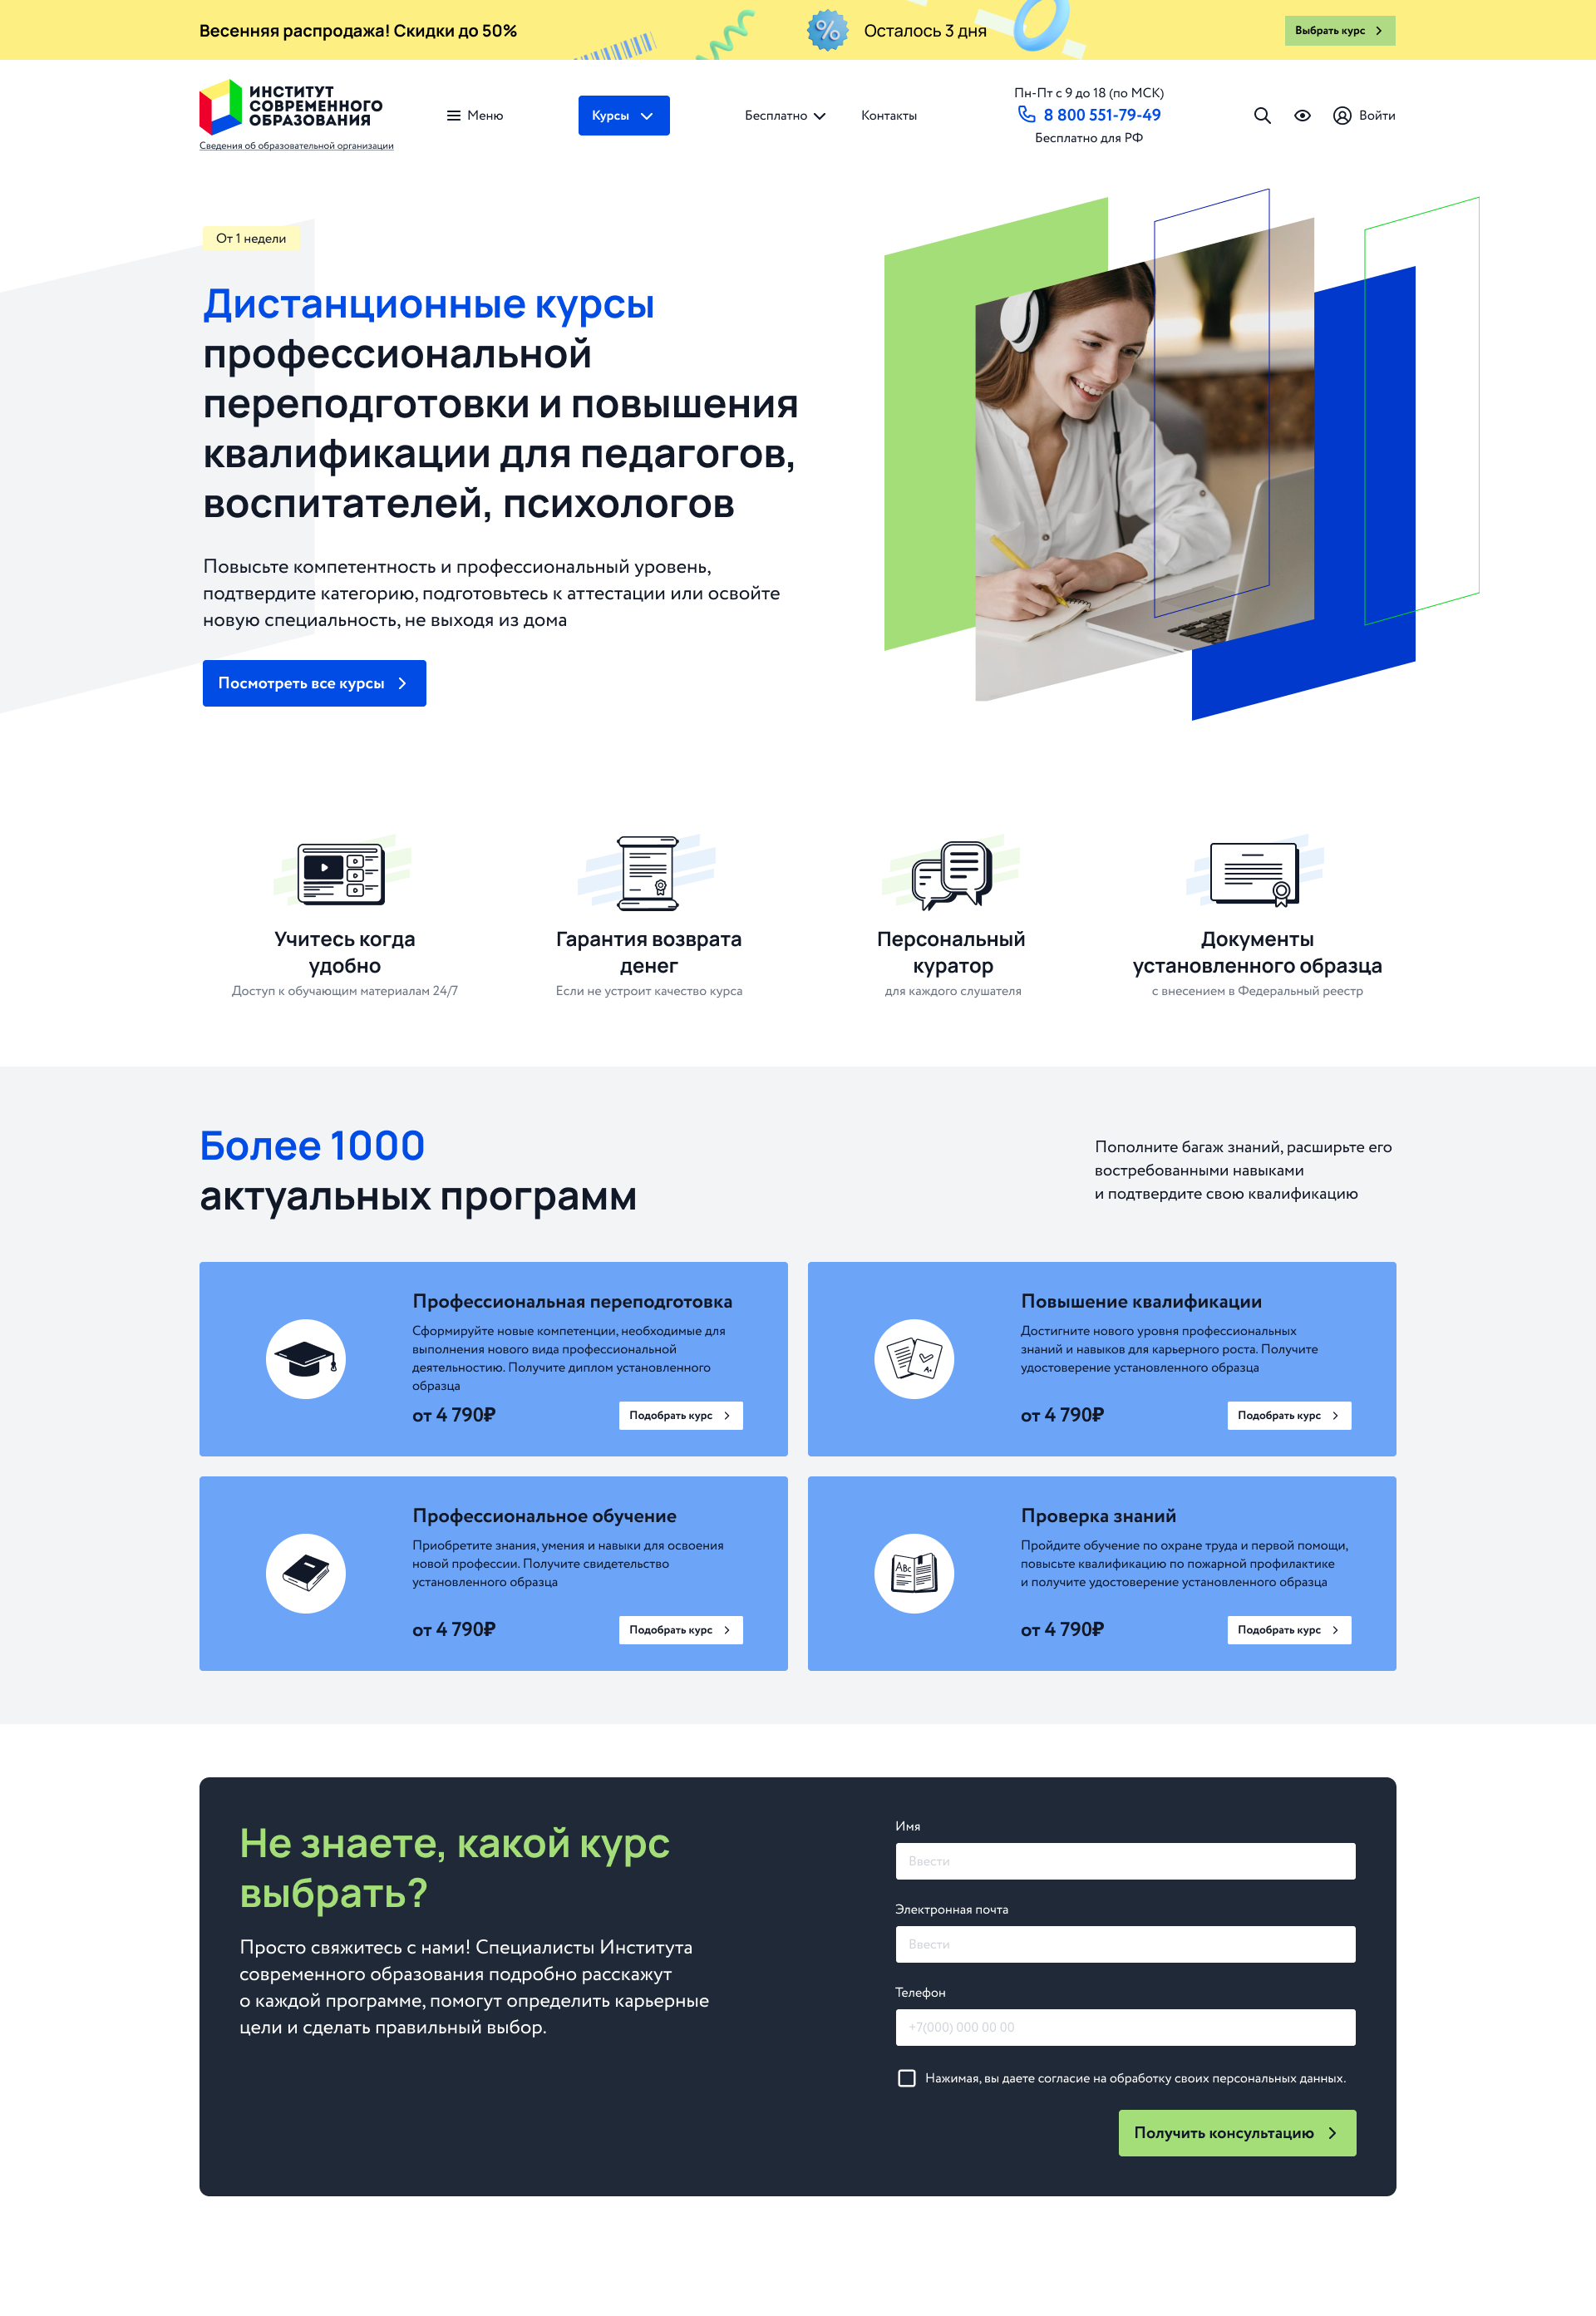 Весенняя распродажа! Скидки до 50%
%
Осталось 3 дня
Выбрать курс
ИНСТИТУТ
СОВРЕМЕННОГО
ОБРАЗОВАНИЯ
Сведения об образовательной организации
Меню
Курсы
Бесплатно
Контакты
Пн-Пт с 9 до 18 (по МСК)
8 800 551-79-49
Бесплатно для РФ
Войти
От 1 недели
Дистанционные курсы
профессиональной
переподготовки и повышения
квалификации для педагогов,
воспитателей, психологов
Повысьте компетентность и профессиональный уровень,
подтвердите категорию, подготовьтесь к аттестации или освойте
новую специальность, не выходя из дома
Посмотреть все курсы
Учитесь когда
удобно
Доступ к обучающим материалам 24/7
Гарантия возврата
денег
Если не устроит качество курса
Персональный
куратор
для каждого слушателя
Документы
установленного образца
с внесением в Федеральный реестр
Более 1000
актуальных программ
Пополните багаж знаний, расширьте его
востребованными навыками
и подтвердите свою квалификацию
Профессиональная переподготовка
Сформируйте новые компетенции, необходимые для
выполнения нового вида профессиональной
деятельностию. Получите диплом установленного
образца
от 4 790₽
Подобрать курс
A+
Повышение квалификации
Достигните нового уровня профессиональных
знаний и навыков для карьерного роста. Получите
удостоверение установленного образца
от 4 790₽
Подобрать курс
Профессиональное обучение
Приобретите знания, умения и навыки для освоения
новой профессии. Получите свидетельство
установленного образца
от 4 790₽
Подобрать курс
ABc
Проверка знаний
Пройдите обучение по охране труда и первой помощи,
повысьте квалификацию по пожарной профилактике
и получите удостоверение установленного образца
от 4 790₽
Подобрать курс
Не знаете, какой курс
выбрать?
Просто свяжитесь с нами! Специалисты Института
современного образования подробно расскажут
о каждой программе, помогут определить карьерные
цели и сделать правильный выбор.
Имя
Ввести
Электронная почта
Ввести
Телефон
+7(000) 000 00 00
Нажимая, вы даете согласие на обработку своих персональных данных.
Получить консультацию